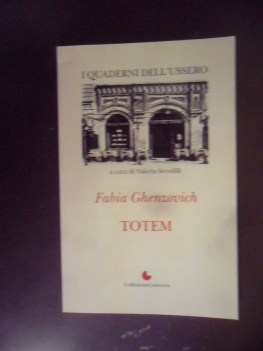 I QUADERNI DELL'USSERO
a cura di Valeria Serofilli
Fabia Ghenzovich
TOTEM